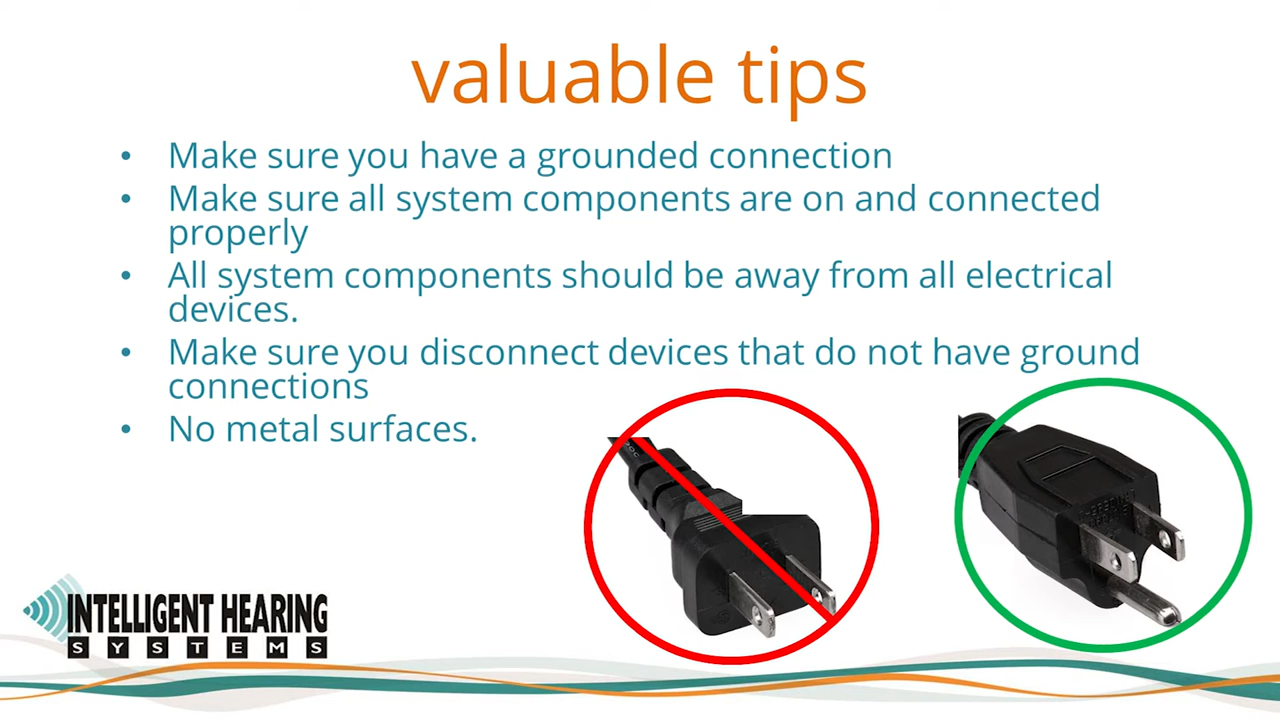 valuable tips
• Make sure you have a grounded connection
• Make sure all system components are on and connected
properly
• All system components should be away from all electrical
devices.
• Make sure you disconnect devices that do not have ground
connections
• No metal surfaces.
INTELLIGENT HEARING
SYSTEMS